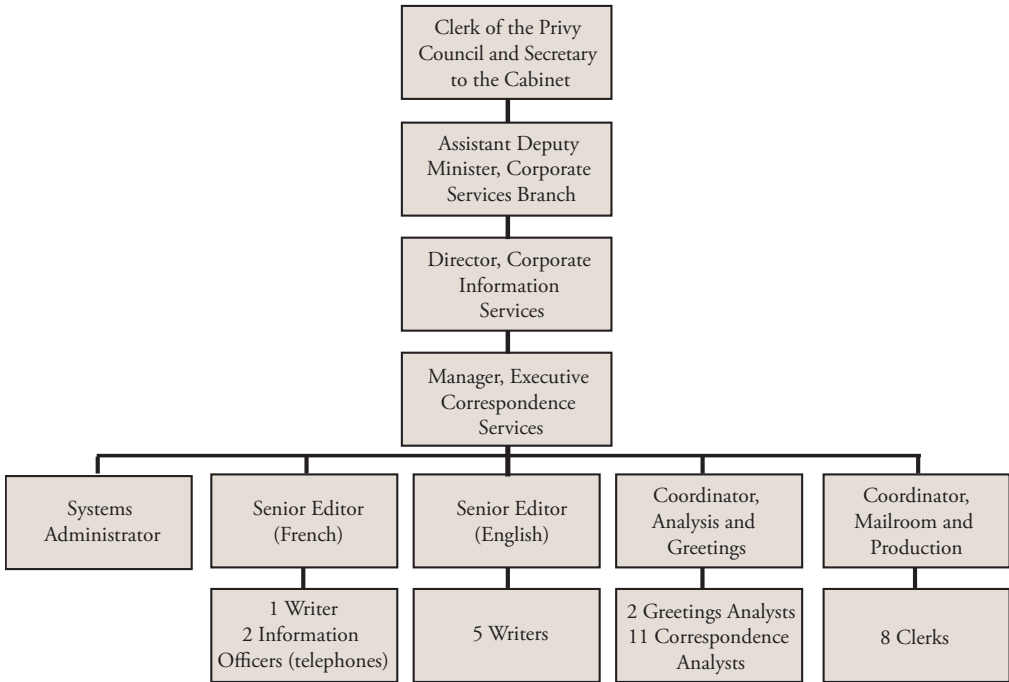 Clerk of the Privy
Council and Secretary
to the Cabinet
Assistant Deputy
Minister, Corporate
Services Branch
Director, Corporate
Information
Services
Manager, Executive
Correspondence
Services
Systems
Administrator
Senior Editor
(French)
Senior Editor
(English)
Coordinator,
Analysis and
Greetings
Coordinator,
Mailroom and
Production
1 Writer
2 Information
Officers (telephones)
5 Writers
2 Greetings Analysts
11 Correspondence
Analysts
8 Clerks